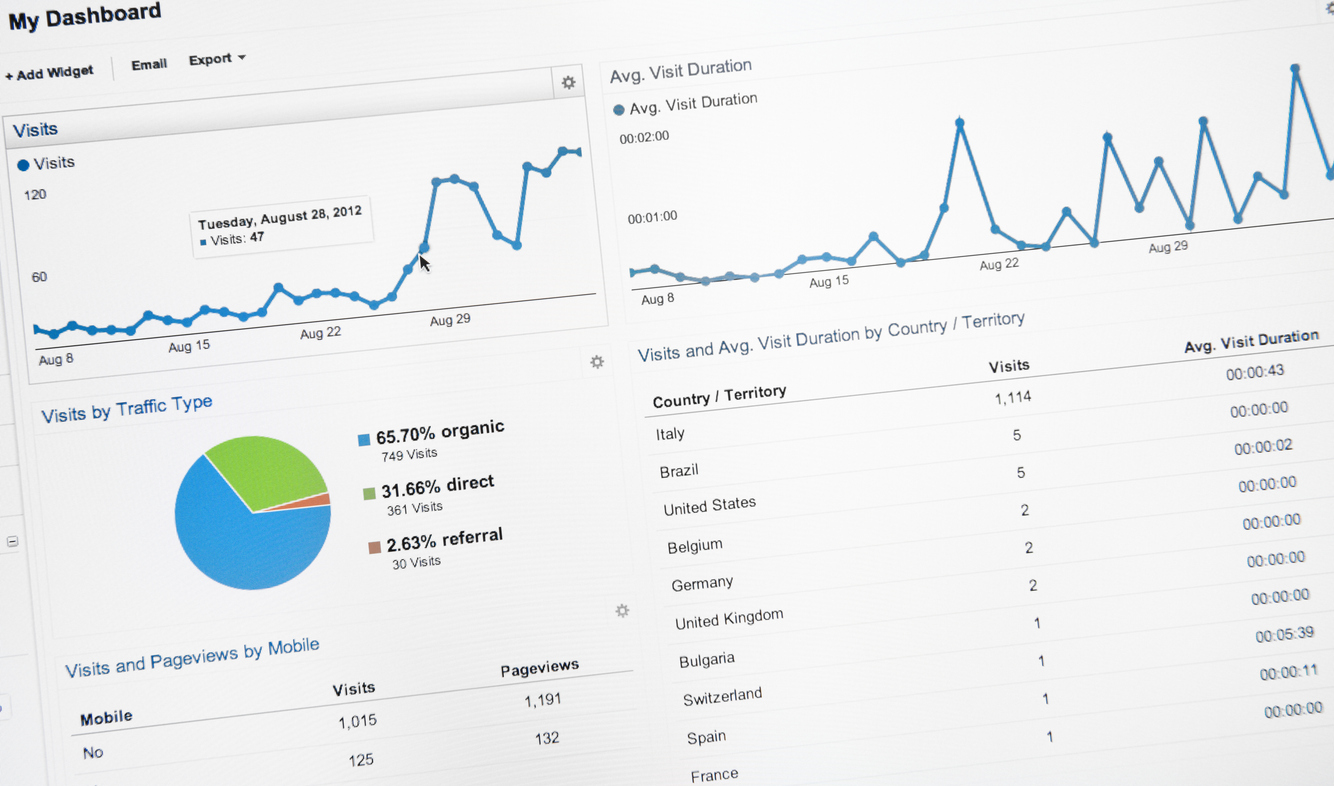 My Dashboard
+ Add Widget
Email
Export
Visits
Visits
120
60
Tuesday, August 28, 2012
Visits: 47
Aug 8
Aug 15
Aug 22
Aug 29
Avg. Visit Duration
Avg. Visit Duration
00:02:00
00:01:00
Aug 8
Aug 15
Aug 22
Aug 29
Visits by Traffic Type
65.70% organic
749 Visits
31.66% direct
361 Visits
2.63% referral
30 Visits
Visits and Pageviews by Mobile
Mobile Visits Pageviews
No 1,015 1,191
125 132
Visits and Avg. Visit Duration by Country / Territory
Country / Territory Visits Avg. Visit Duration
Italy 1,114 00:00:43
Brazil 5 00:00:00
United States 5 00:00:02
Belgium 2 00:00:00
Germany 2 00:00:00
United Kingdom 2 00:00:00
Bulgaria 1 00:00:00
Switzerland 1 00:05:39
Spain 1 00:00:11
France 1 00:00:00